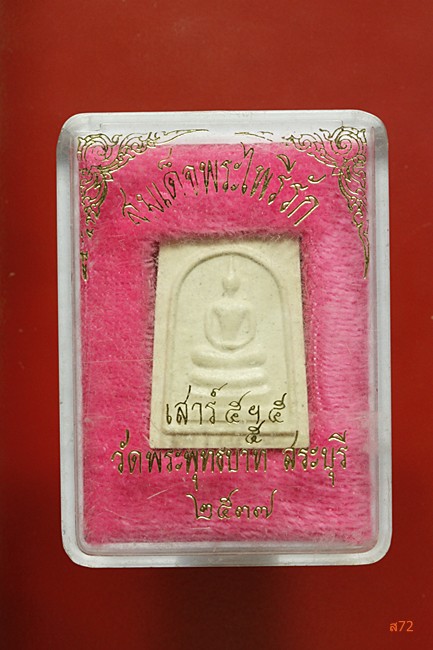 สมเด็จพระไพรีรัก
เสาร์ ๕ ฯ ๕
๕
วัดพระพุทธบาท สระบุรี
๒๕๓๗
ส72